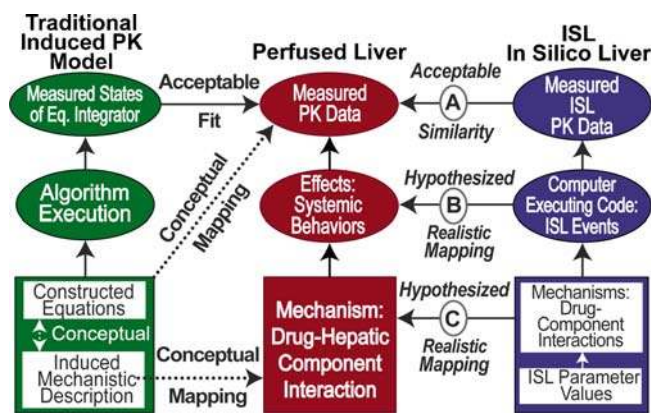 Traditional
Induced PK
Model
Perfused Liver
ISL
In Silico Liver
Measured States
of Eq. Integrator
Acceptable
Fit
Measured
PK Data
Acceptable
A
Similarity
Measured
ISL
PK Data
Algorithm
Execution
Conceptual
Mapping
Effects:
Systemic
Behaviors
Hypothesized
B
Realistic
Mapping
Computer
Executing Code:
ISL Events
Constructed
Equations
Conceptual
Induced
Mechanistic
Description
Conceptual
Mapping
Mechanism:
Drug-Hepatic
Component
Interaction
Hypothesized
C
Realistic
Mapping
Mechanisms:
Drug-
Component
Interactions
ISL Parameter
Values